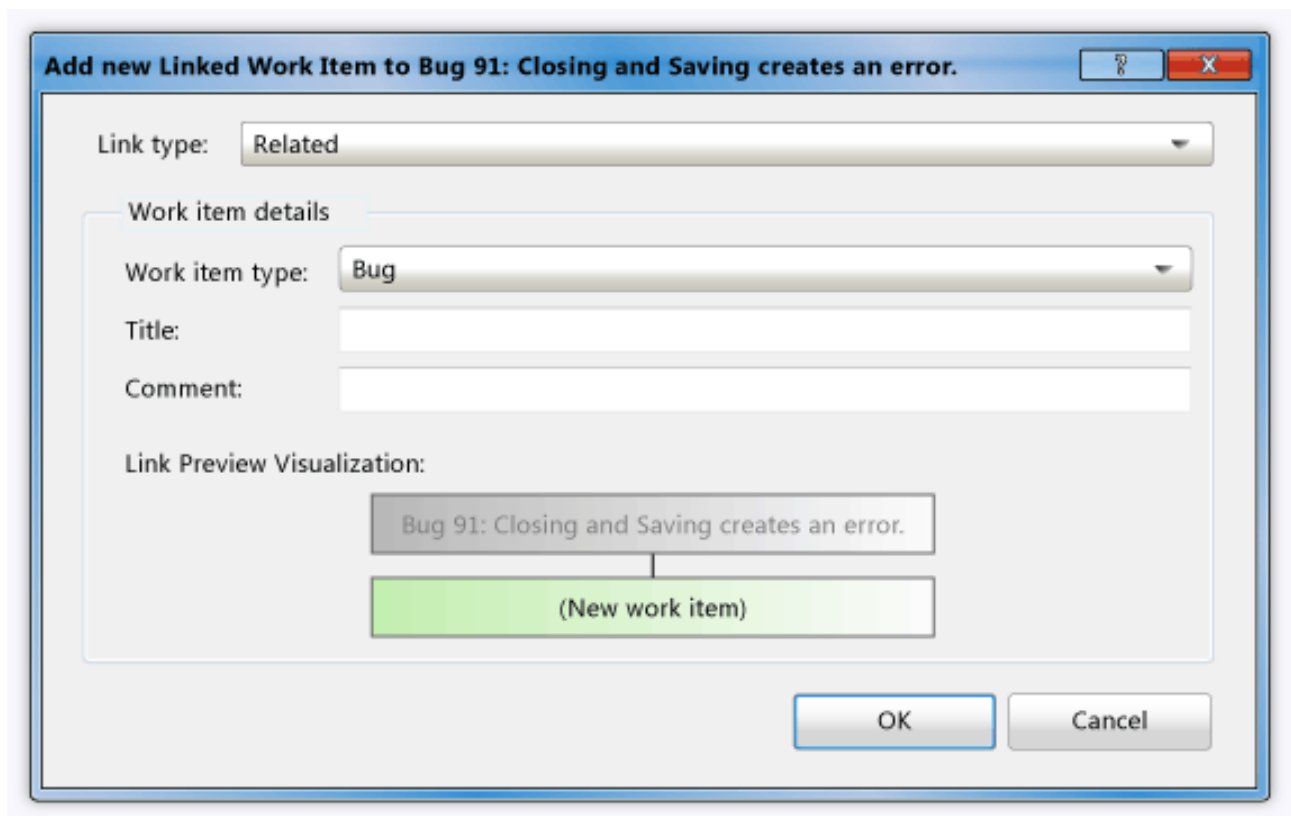 Add new Linked Work Item to Bug 91: Closing and Saving creates an error.
? X
Link type: Related
Work item details
Work item type: Bug
Title:
Comment:
Link Preview Visualization:
Bug 91: Closing and Saving creates an error.
(New work item)
OK Cancel